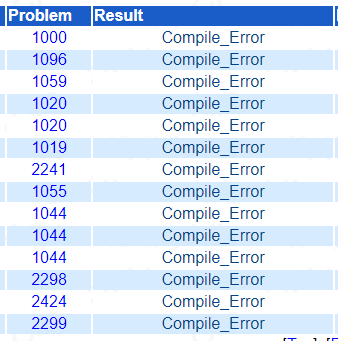 Problem Result
1000 Compile_Error
1096 Compile_Error
1059 Compile_Error
1020 Compile_Error
1020 Compile_Error
1019 Compile_Error
2241 Compile_Error
1055 Compile_Error
1044 Compile_Error
1044 Compile_Error
1044 Compile_Error
2298 Compile_Error
2424 Compile_Error
2299 Compile_Error